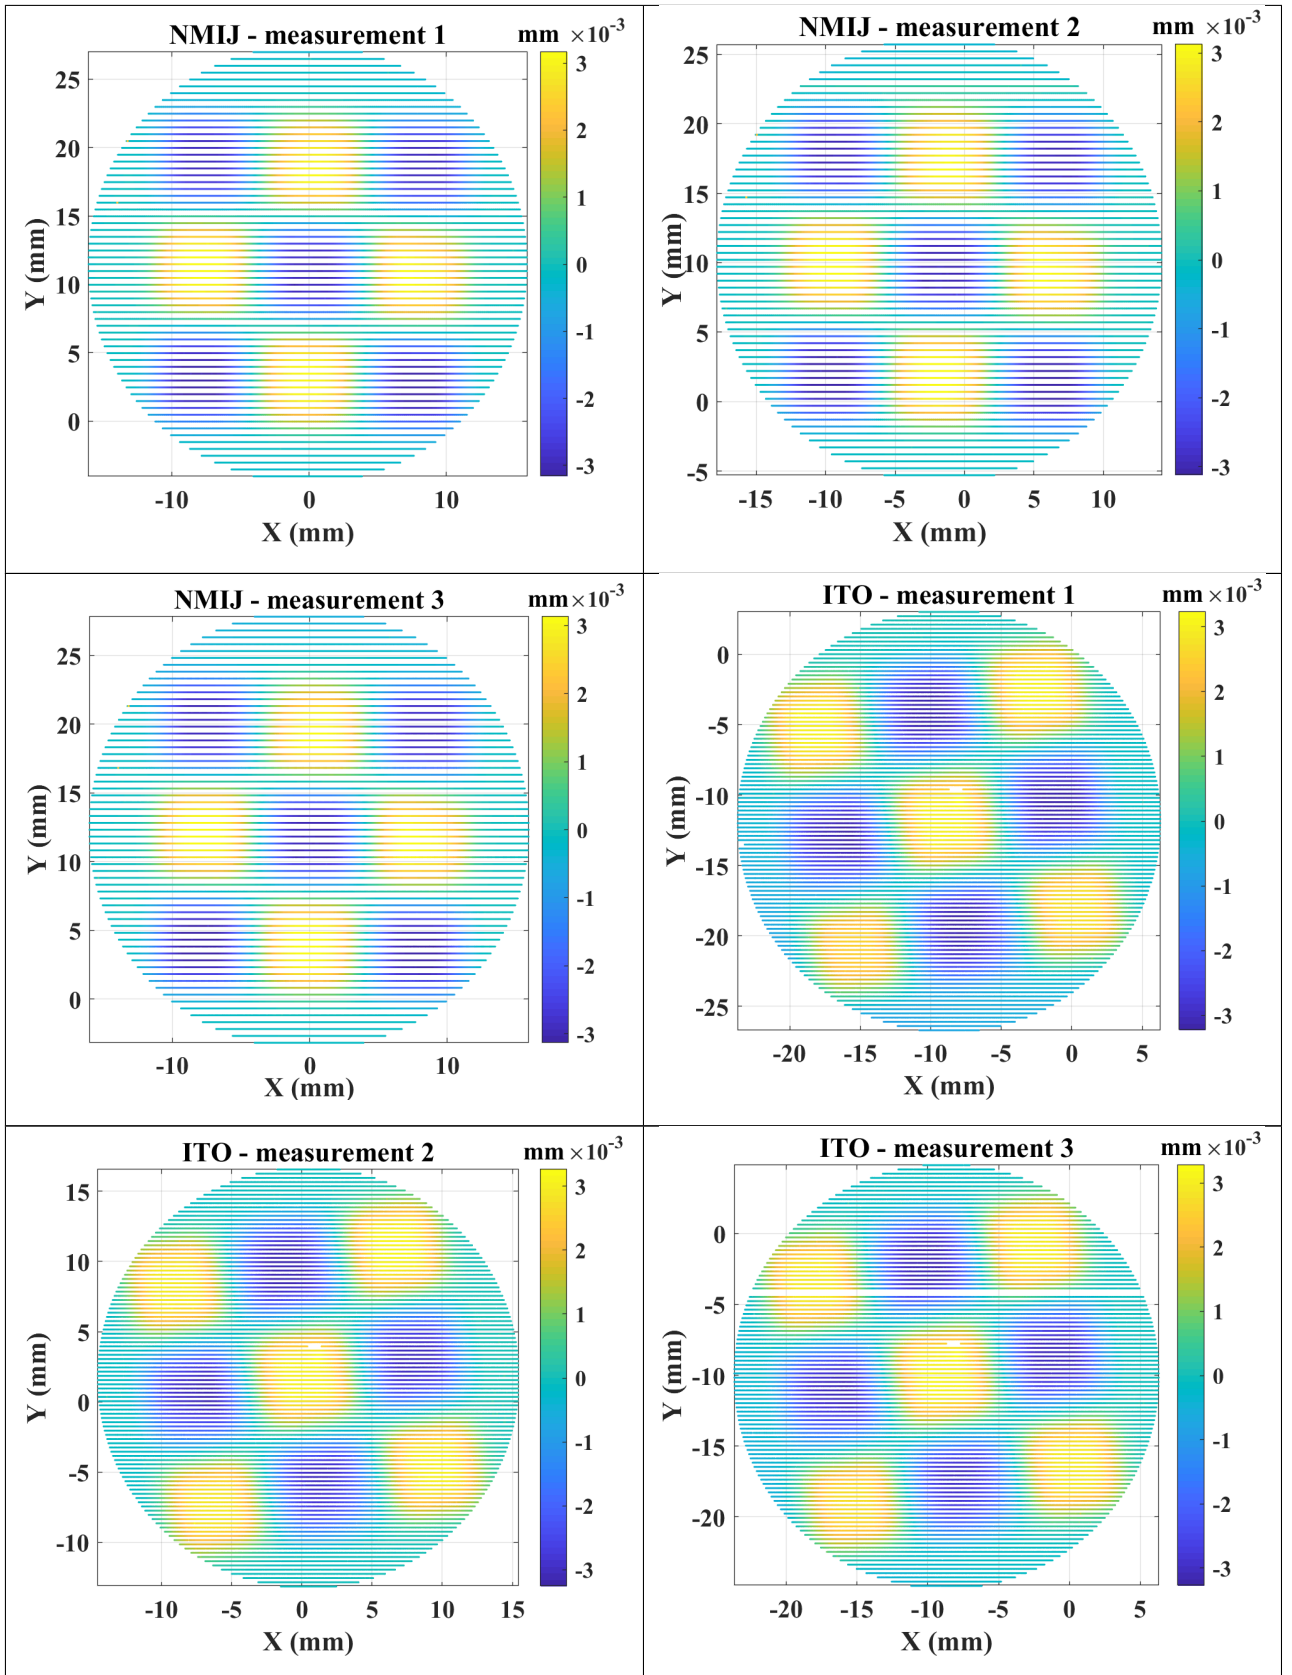 NMIJ - measurement 1
mm ×10⁻³
25
20
15
10
5
0
-10 0 10
X (mm)
Y (mm)
3
2
1
0
-1
-2
-3
NMIJ - measurement 2
mm ×10⁻³
25
20
15
10
5
0
-5
-15 -10 -5 0 5 10
X (mm)
Y (mm)
3
2
1
0
-1
-2
-3
NMIJ - measurement 3
mm ×10⁻³
25
20
15
10
5
0
-10 0 10
X (mm)
Y (mm)
3
2
1
0
-1
-2
-3
ITO - measurement 1
mm ×10⁻³
0
-5
-10
-15
-20
-25
-20 -15 -10 -5 0 5
X (mm)
Y (mm)
3
2
1
0
-1
-2
-3
ITO - measurement 2
mm ×10⁻³
15
10
5
0
-5
-10
-10 -5 0 5 10 15
X (mm)
Y (mm)
3
2
1
0
-1
-2
-3
ITO - measurement 3
mm ×10⁻³
0
-5
-10
-15
-20
-20 -15 -10 -5 0 5
X (mm)
Y (mm)
3
2
1
0
-1
-2
-3